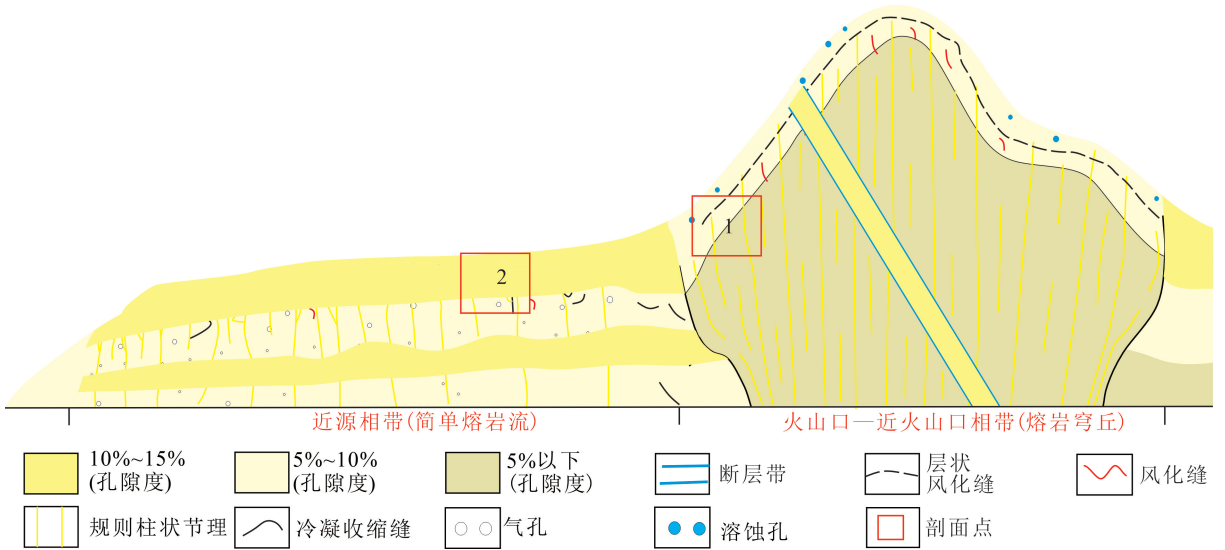 1
2
近源相带(简单熔岩流)
火山口—近火山口相带(熔岩穹丘)
10%~15%
(孔隙度)
5%~10%
(孔隙度)
5%以下
(孔隙度)
断层带
层状
风化缝
风化缝
规则柱状节理
冷凝收缩缝
气孔
溶蚀孔
剖面点